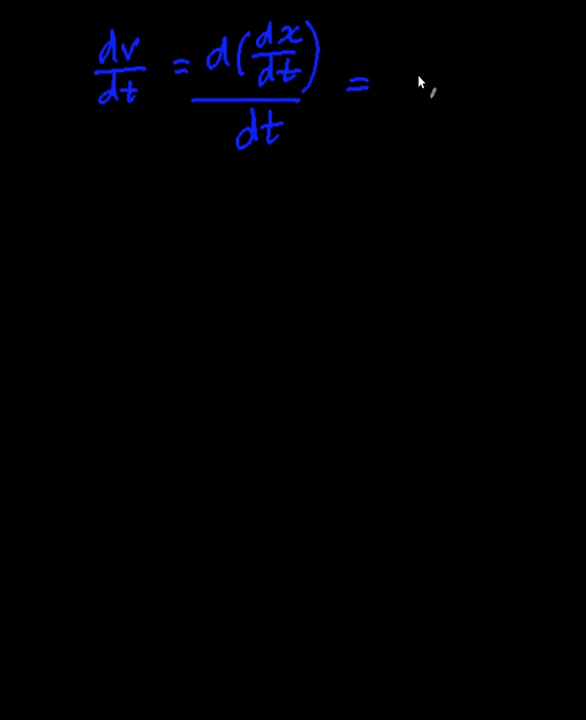 dv/dt = d(dx/dt)/dt =